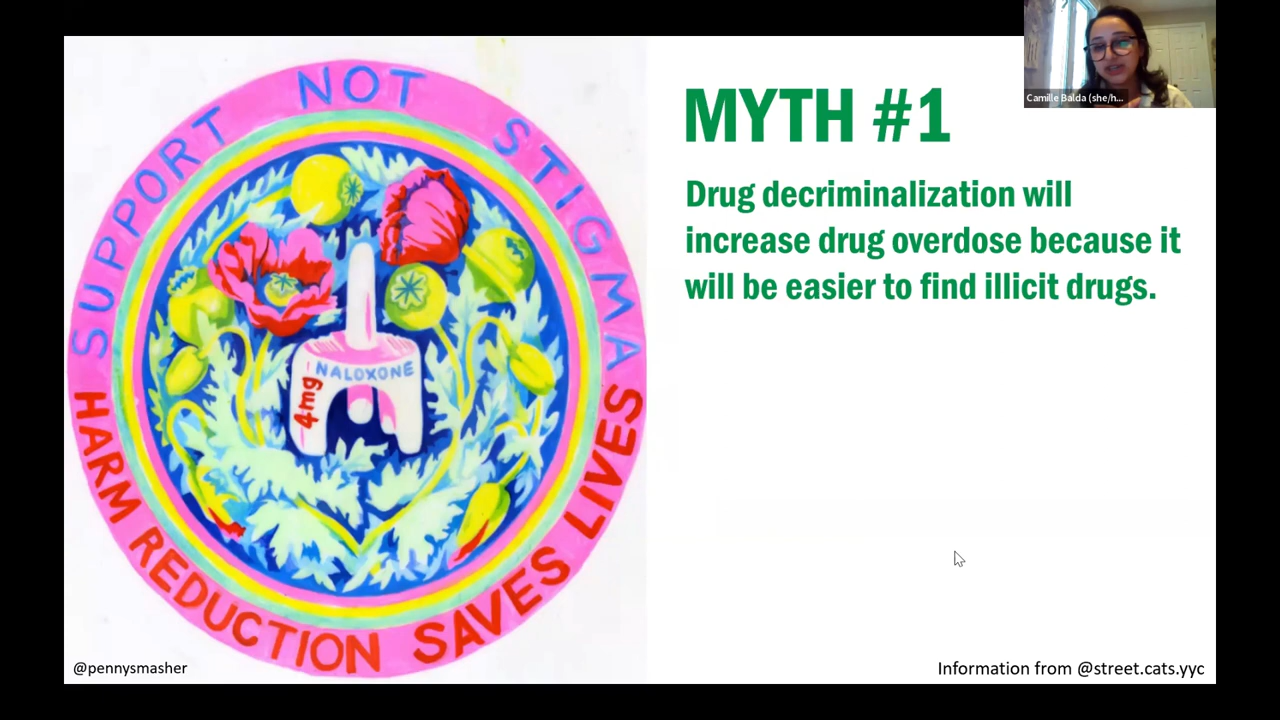 SUPPORT NOT STIGMA
HARM REDUCTION SAVES LIVES
NALOXONE
4mg
@pennysmasher
MYTH #1
Drug decriminalization will
increase drug overdose because it
will be easier to find illicit drugs.
Information from @street.cats.yyc
Camille Balda (she/h...